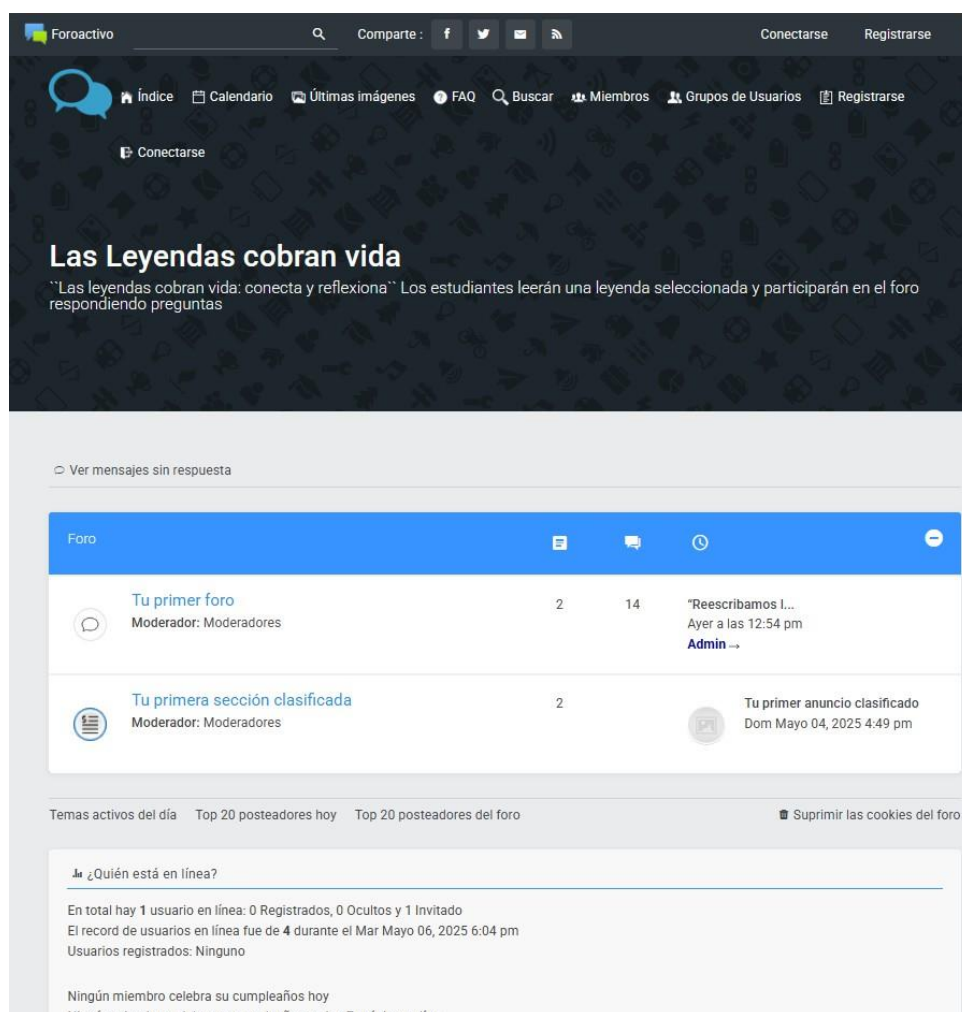 Foroactivo
Comparte :
Conectarse
Registrarse
Índice
Calendario
Últimas imágenes
FAQ
Buscar
Miembros
Grupos de Usuarios
Registrarse
Conectarse
Las Leyendas cobran vida
``Las leyendas cobran vida: conecta y reflexiona`` Los estudiantes leerán una leyenda seleccionada y participarán en el foro
respondiendo preguntas
Ver mensajes sin respuesta
Foro
Tu primer foro
Moderador: Moderadores
2
14
“Reescribamos l...
Ayer a las 12:54 pm
Admin →
Tu primera sección clasificada
Moderador: Moderadores
2
Tu primer anuncio clasificado
Dom Mayo 04, 2025 4:49 pm
Temas activos del día
Top 20 posteadores hoy
Top 20 posteadores del foro
Suprimir las cookies del foro
¿Quién está en línea?
En total hay 1 usuario en línea: 0 Registrados, 0 Ocultos y 1 Invitado
El record de usuarios en línea fue de 4 durante el Mar Mayo 06, 2025 6:04 pm
Usuarios registrados: Ninguno
Ningún miembro celebra su cumpleaños hoy